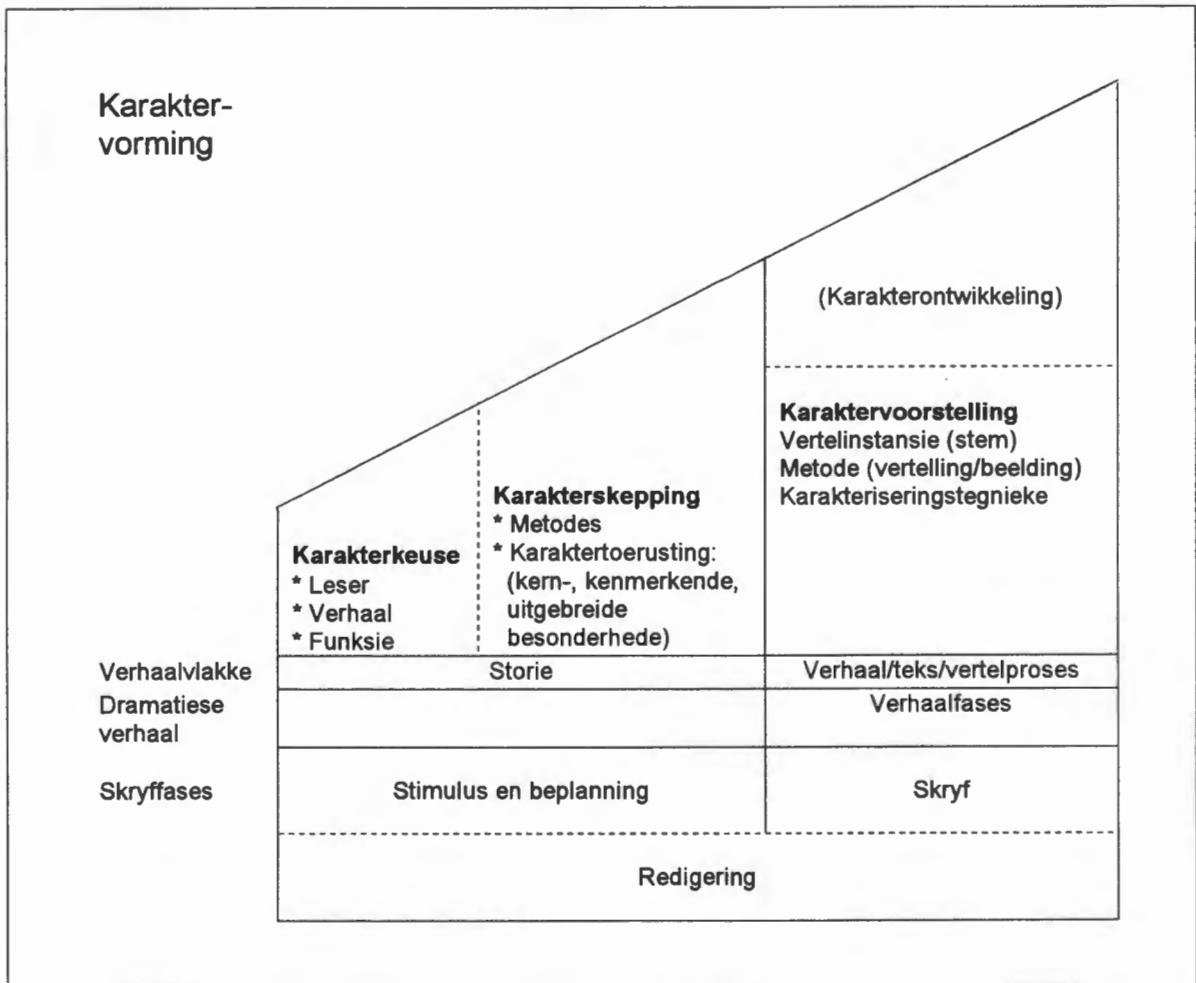 Karakter-
vorming
(Karakterontwikkeling)
Karaktervoorstelling
Vertelinstansie (stem)
Metode (vertelling/beelding)
Karakteriseringstegnieke
Karakterskepping
* Metodes
* Karaktertoerusting:
(kern-, kenmerkende,
uitgebreide
besonderhede)
Karakterkeuse
* Leser
* Verhaal
* Funksie
Verhaalvlakke
Storie
Verhaal/teks/vertelproses
Dramatiese
verhaal
Verhaalfases
Skryffases
Stimulus en beplanning
Skryf
Redigering